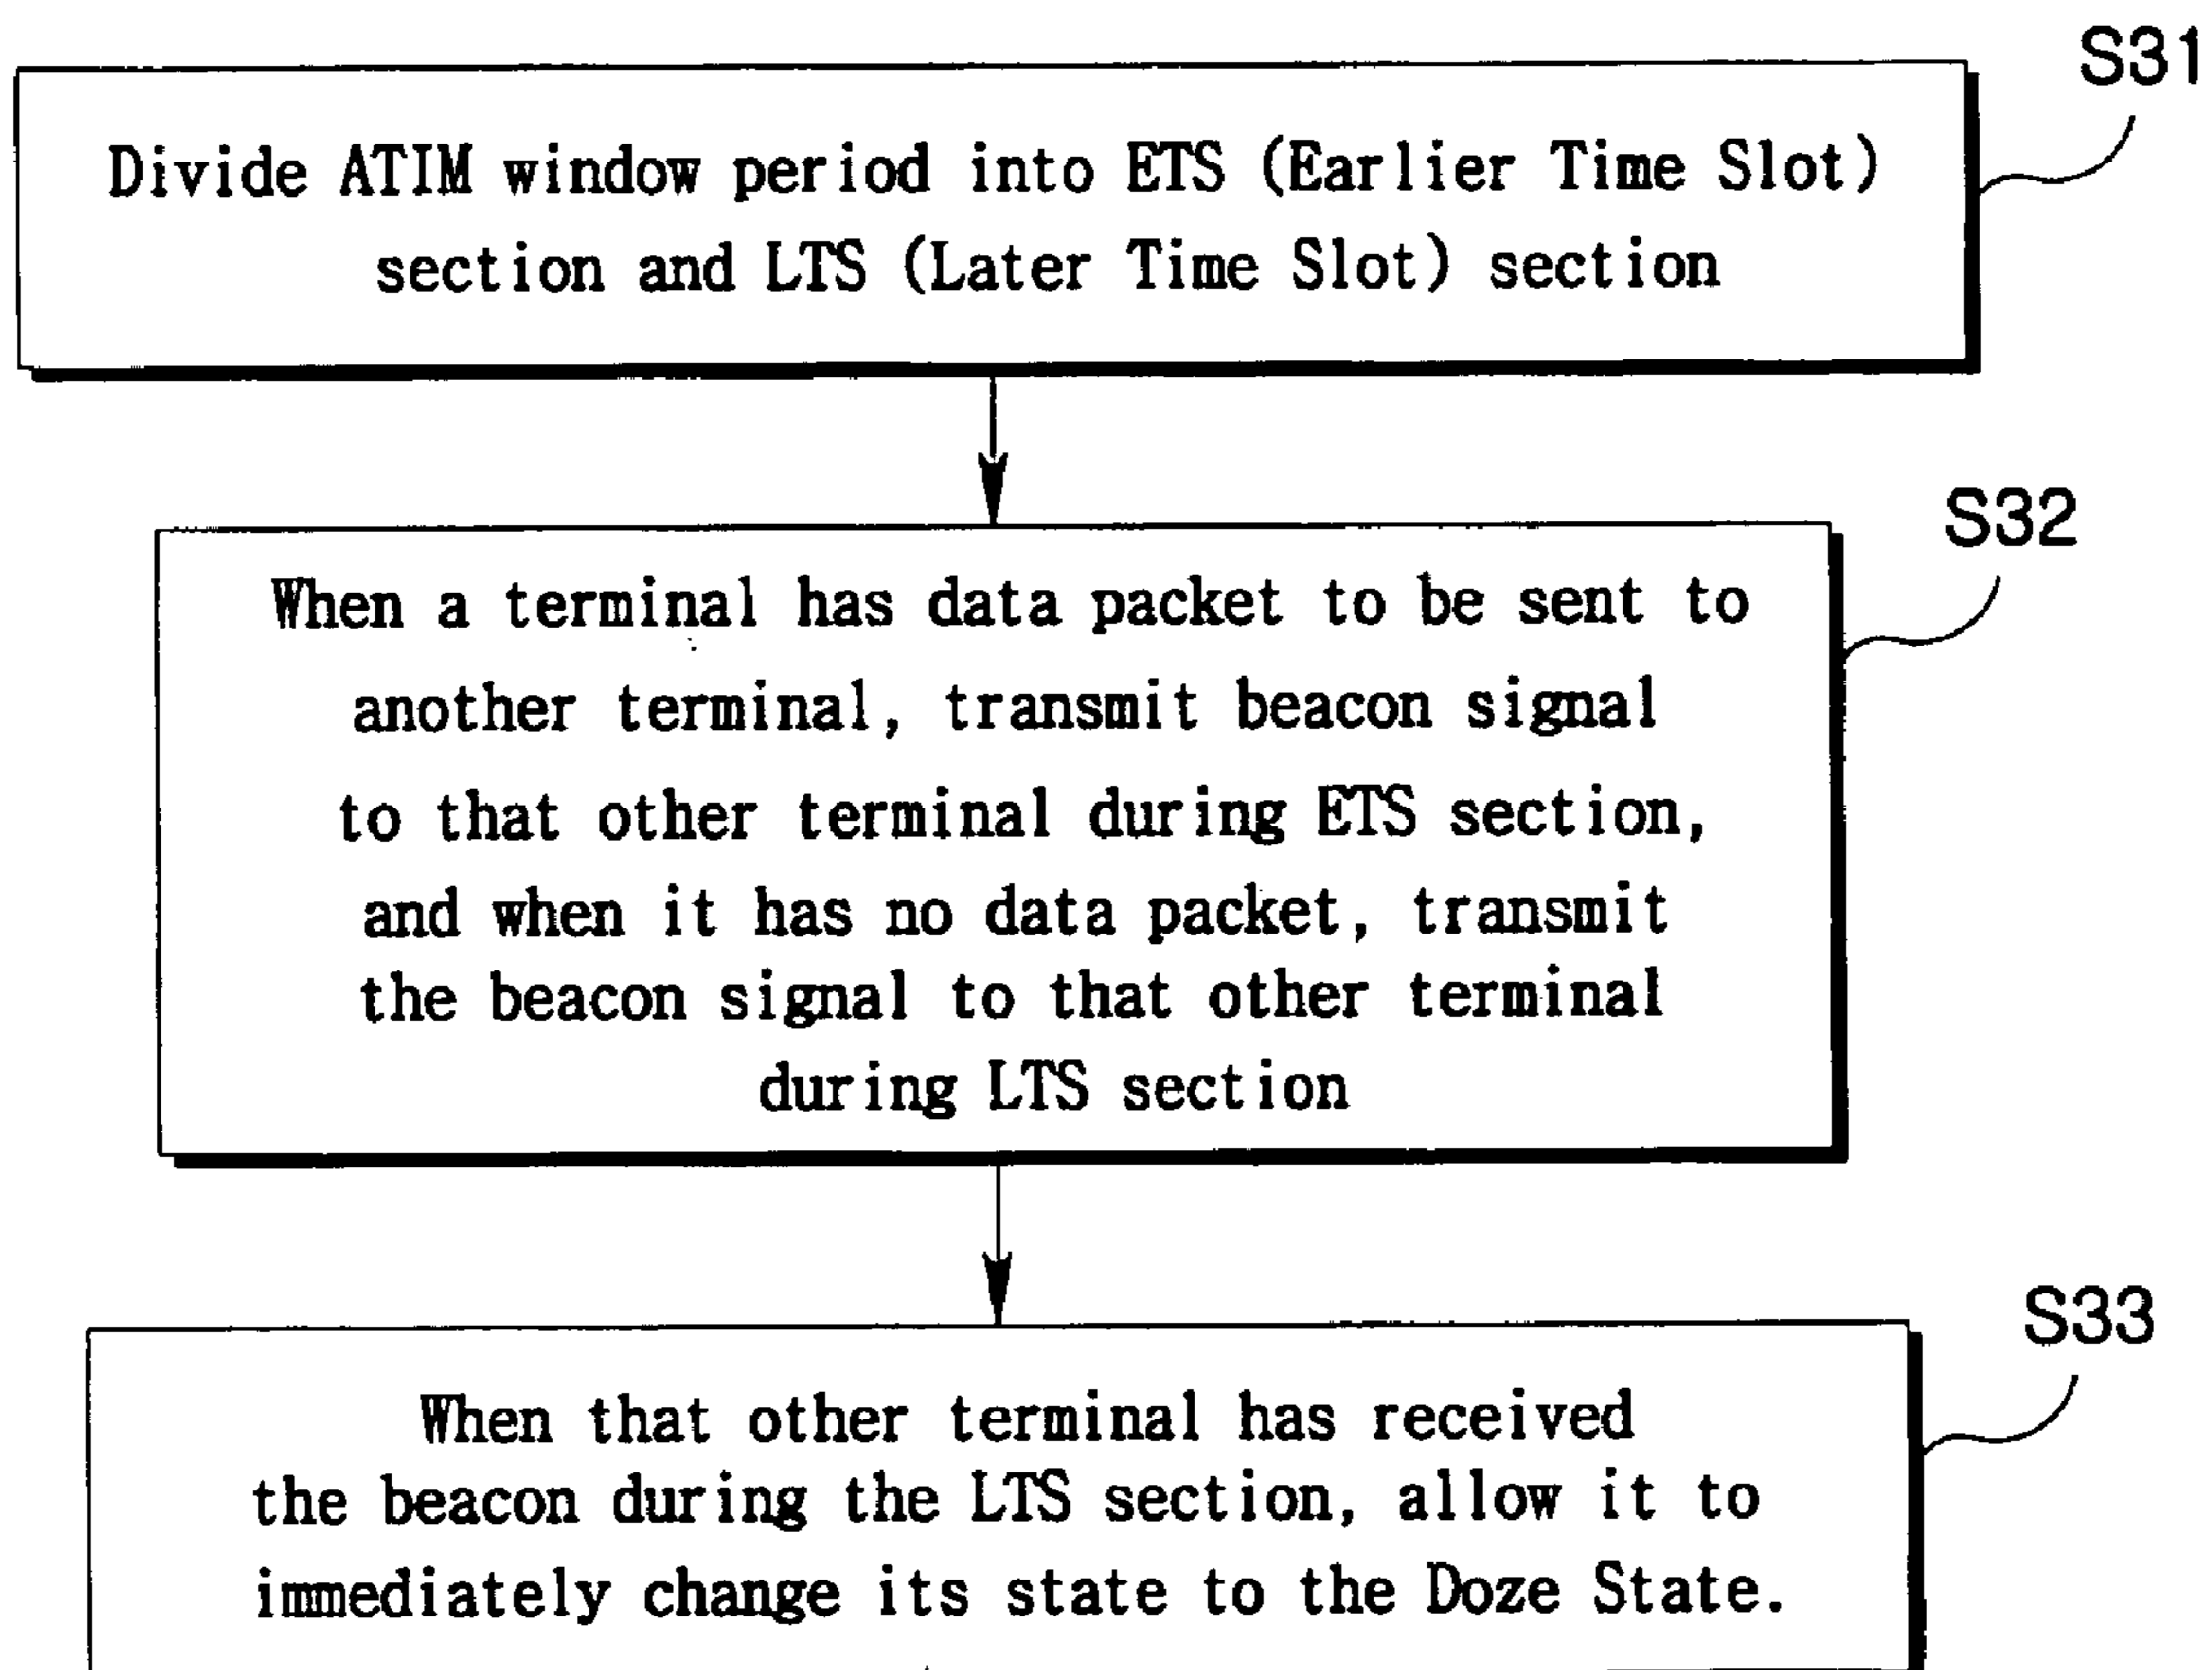 S31
Divide ATIM window period into ETS (Earlier Time Slot)
section and LTS (Later Time Slot) section
S32
When a terminal has data packet to be sent to
another terminal, transmit beacon signal
to that other terminal during ETS section,
and when it has no data packet, transmit
the beacon signal to that other terminal
during LTS section
S33
When that other terminal has received
the beacon during the LTS section, allow it to
immediately change its state to the Doze State.